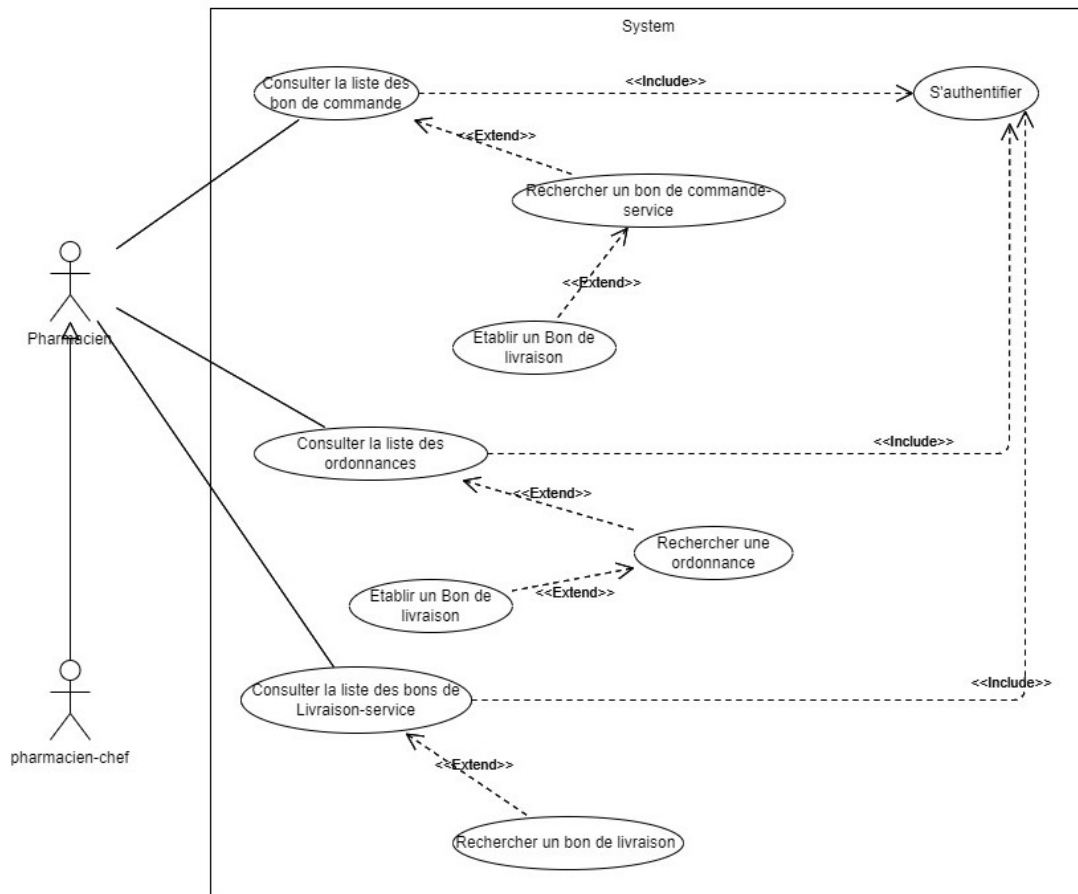 System
Consulter la liste des
bon de commande
<<Include>>
S'authentifier
<<Extend>>
Rechercher un bon de commande-
service
<<Extend>>
Pharmacien
Etablir un Bon de
livraison
Consulter la liste des
ordonnances
<<Include>>
<<Extend>>
Rechercher une
ordonnance
Etablir un Bon de
livraison
<<Extend>>
Consulter la liste des bons de
Livraison-service
<<Include>>
pharmacien-chef
<<Extend>>
Rechercher un bon de livraison